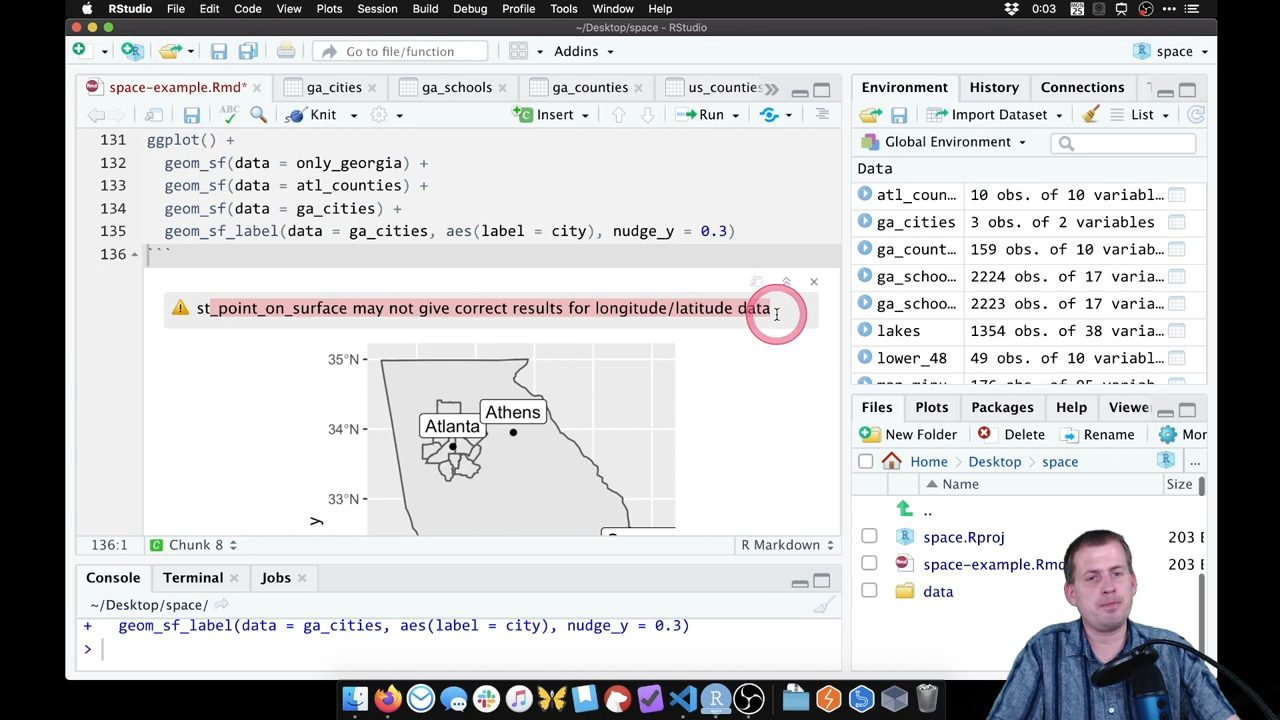 RStudio File Edit Code View Plots Session Build Debug Profile Tools Window Help 0:03 MON 25
~/Desktop/space - RStudio
Go to file/function Addins space
space-example.Rmd* ga_cities ga_schools ga_counties us_counties
Environment History Connections
Knit Insert Run
Import Dataset List
Global Environment
Data
131 ggplot() +
132 geom_sf(data = only_georgia) +
133 geom_sf(data = atl_counties) +
134 geom_sf(data = ga_cities) +
135 geom_sf_label(data = ga_cities, aes(label = city), nudge_y = 0.3)
136 ```
atl_coun… 10 obs. of 10 variabl…
ga_cities 3 obs. of 2 variables
ga_count… 159 obs. of 10 variabl…
ga_schoo… 2224 obs. of 17 varia…
ga_schoo… 2223 obs. of 17 varia…
lakes 1354 obs. of 38 variab…
lower_48 49 obs. of 10 variabl…
st_point_on_surface may not give correct results for longitude/latitude data
35°N
34°N
33°N
y
Atlanta
Athens
136:1 Chunk 8 R Markdown
Files Plots Packages Help Viewe
New Folder Delete Rename Mor
Home Desktop space ...
Name Size
..
space.Rproj 203
space-example.Rmd 203
data
Console Terminal Jobs
~/Desktop/space/
+ geom_sf_label(data = ga_cities, aes(label = city), nudge_y = 0.3)
>